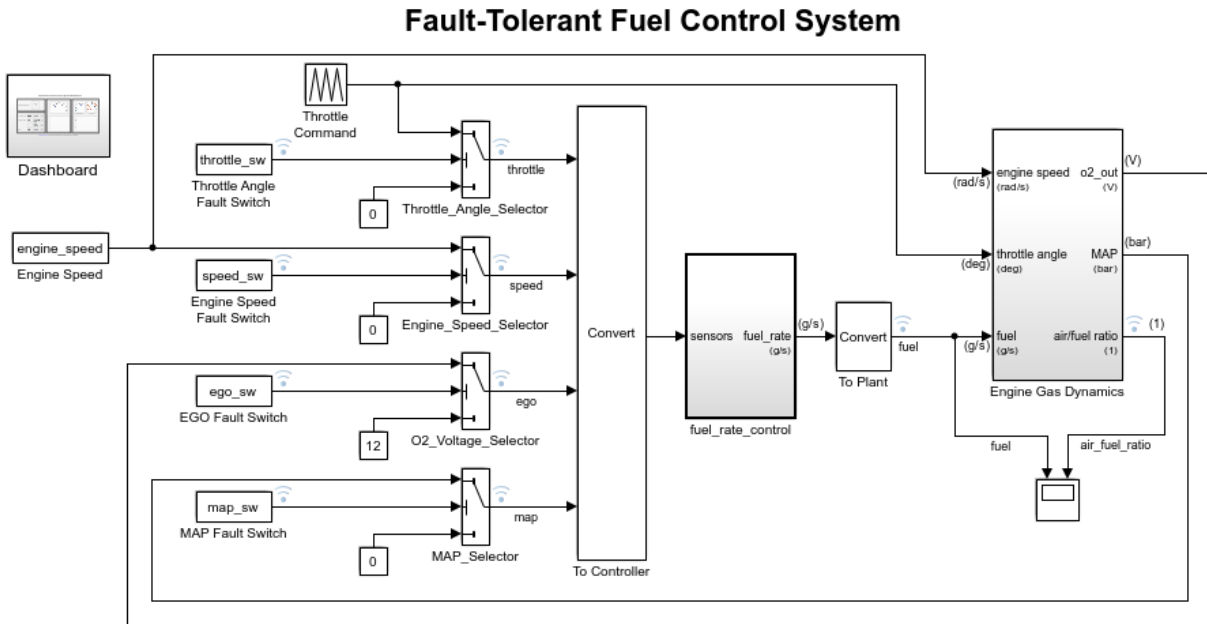 Fault-Tolerant Fuel Control System
Dashboard
Throttle
Command
throttle_sw
Throttle Angle
Fault Switch
0
throttle
Throttle_Angle_Selector
engine_speed
Engine Speed
speed_sw
Engine Speed
Fault Switch
0
speed
Engine_Speed_Selector
ego_sw
EGO Fault Switch
12
ego
O2_Voltage_Selector
map_sw
MAP Fault Switch
0
map
MAP_Selector
Convert
To Controller
sensors
fuel_rate
(g/s)
fuel_rate_control
(g/s)
Convert
To Plant
fuel
(rad/s)
(deg)
(g/s)
engine speed
(rad/s)
throttle angle
(deg)
fuel
(g/s)
o2_out
(V)
MAP
(bar)
air/fuel ratio
(1)
Engine Gas Dynamics
(V)
(bar)
(1)
fuel
air_fuel_ratio